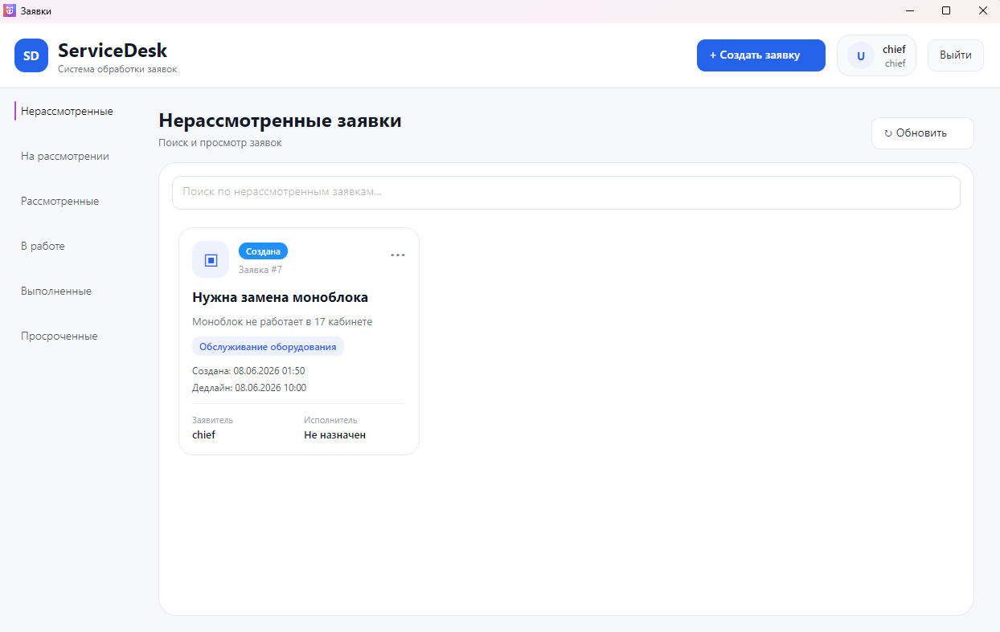 Заявки
SD
ServiceDesk
Система обработки заявок
+ Создать заявку
U
chief
chief
Выйти
Нерассмотренные
На рассмотрении
Рассмотренные
В работе
Выполненные
Просроченные
Нерассмотренные заявки
Поиск и просмотр заявок
↻ Обновить
Поиск по нерассмотренным заявкам...
Создана
Заявка #7
Нужна замена моноблока
Моноблок не работает в 17 кабинете
Обслуживание оборудования
Создана: 08.06.2026 01:50
Дедлайн: 08.06.2026 10:00
Заявитель
chief
Исполнитель
Не назначен